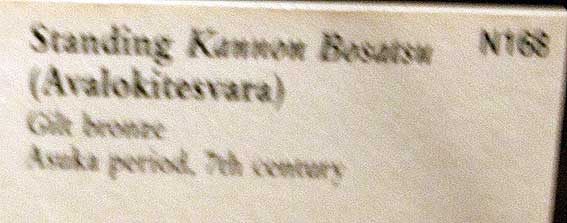 Standing Kannon Bosatsu N168
(Avalokitesvara)
Gilt bronze
Asuka period, 7th century